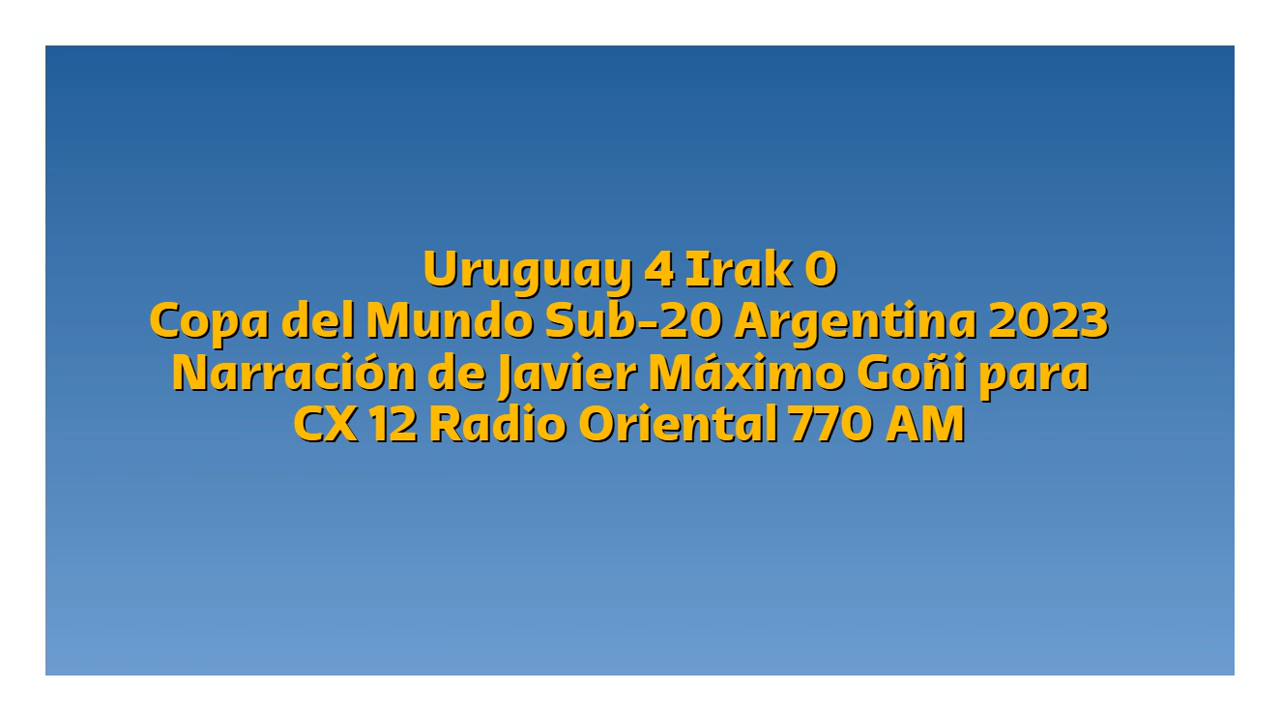 Uruguay 4 Irak 0
Copa del Mundo Sub-20 Argentina 2023
Narración de Javier Máximo Goñi para
CX 12 Radio Oriental 770 AM